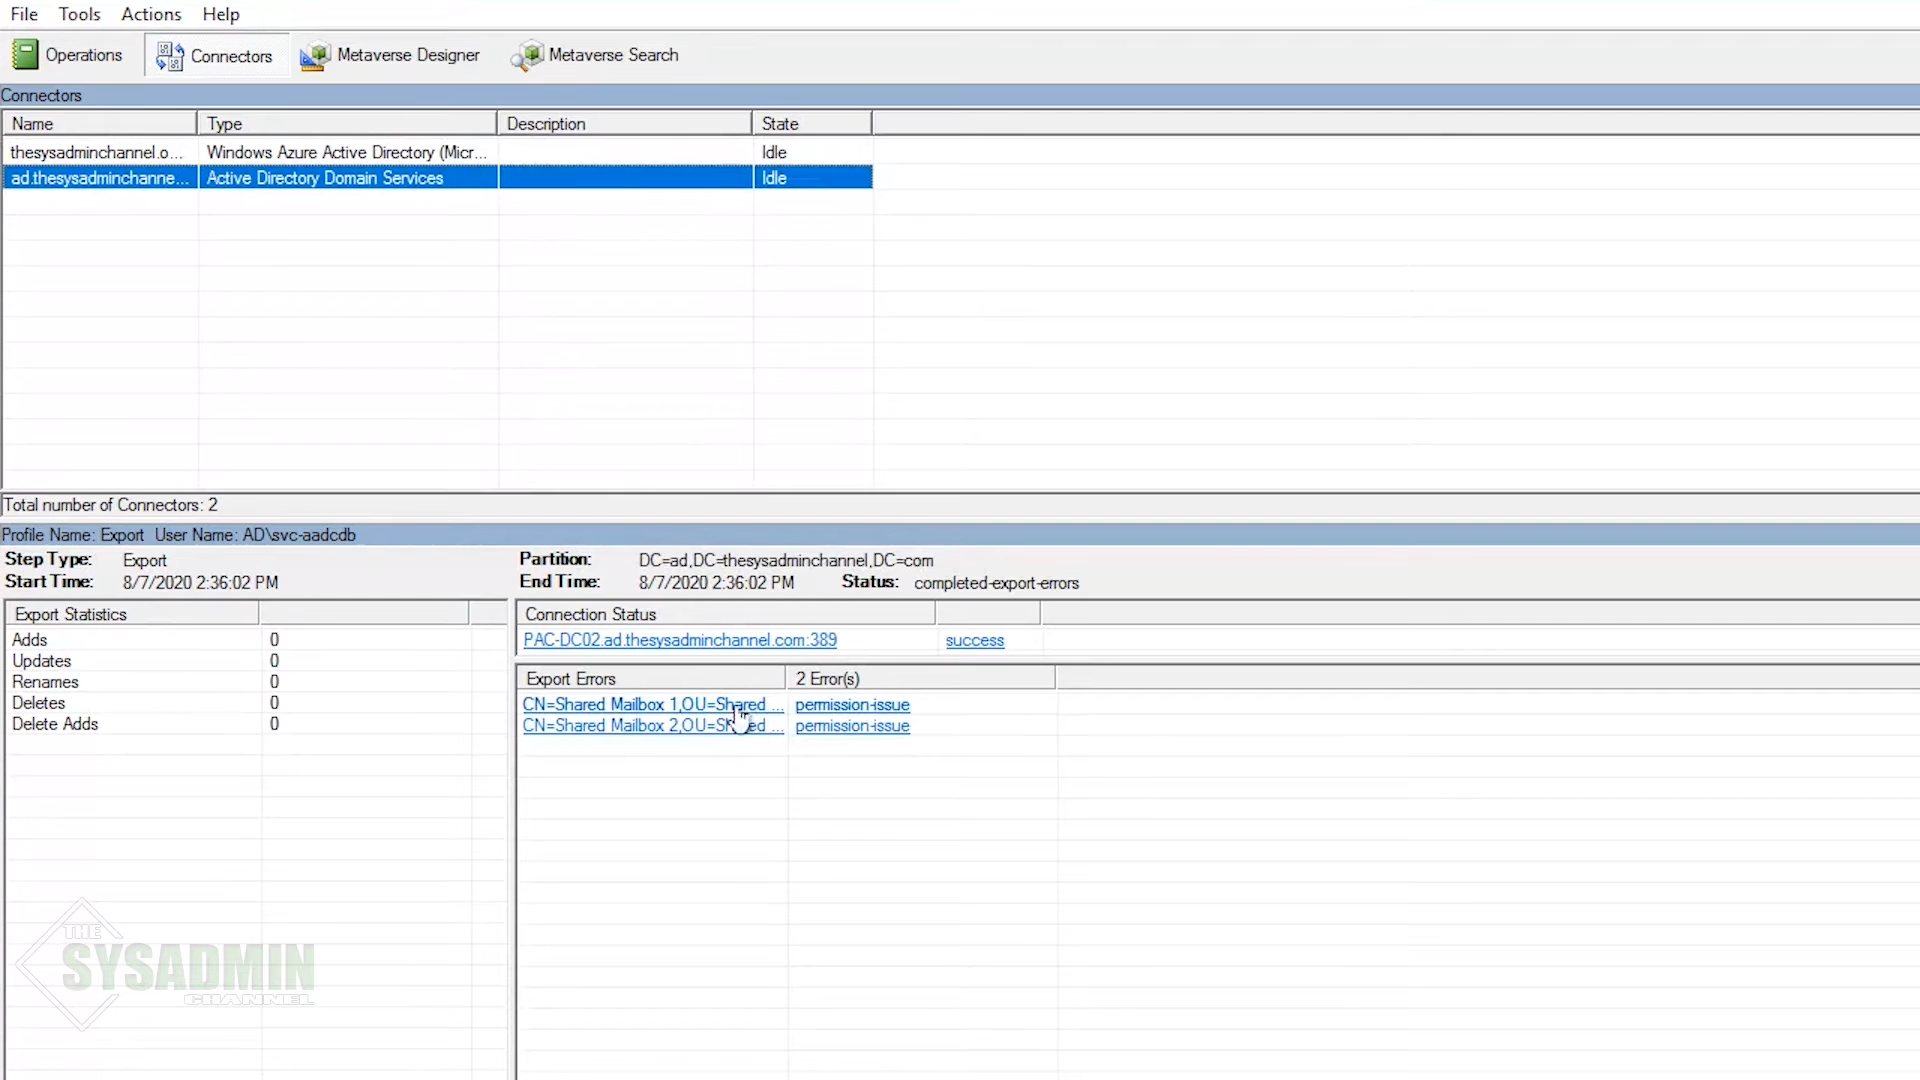 File Tools Actions Help
Operations Connectors Metaverse Designer Metaverse Search
Connectors
Name Type Description State
thesysadminchannel.o... Windows Azure Active Directory (Micr... Idle
ad.thesysadminchanne... Active Directory Domain Services Idle
Total number of Connectors: 2
Profile Name: Export User Name: AD\svc-aadcdb
Step Type: Export Partition: DC=ad,DC=thesysadminchannel,DC=com
Start Time: 8/7/2020 2:36:02 PM End Time: 8/7/2020 2:36:02 PM Status: completed-export-errors
Export Statistics Connection Status
Adds 0 PAC-DC02.ad.thesysadminchannel.com:389 success
Updates 0
Renames 0 Export Errors 2 Error(s)
Deletes 0 CN=Shared Mailbox 1,OU=Shared ... permission-issue
Delete Adds 0 CN=Shared Mailbox 2,OU=Shared ... permission-issue
THE
SYSADMIN
CHANNEL